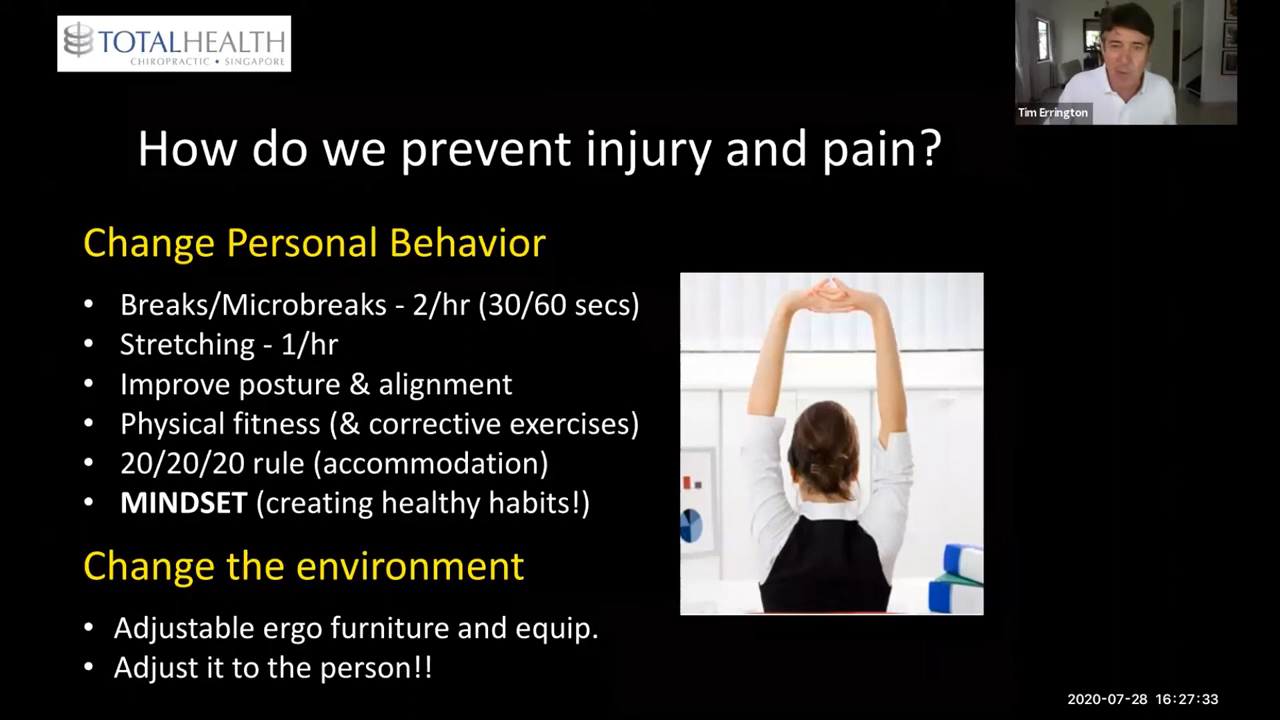 TOTALHEALTH
CHIROPRACTIC • SINGAPORE
Tim Errington
How do we prevent injury and pain?
Change Personal Behavior
• Breaks/Microbreaks - 2/hr (30/60 secs)
• Stretching - 1/hr
• Improve posture & alignment
• Physical fitness (& corrective exercises)
• 20/20/20 rule (accommodation)
• MINDSET (creating healthy habits!)
Change the environment
• Adjustable ergo furniture and equip.
• Adjust it to the person!!
2020-07-28 16:27:33